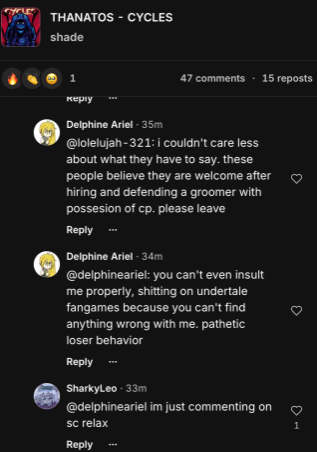 CYCLES
THANATOS - CYCLES
shade
1
47 comments · 15 reposts
Reply ···
Delphine Ariel · 35m
@lolelujah-321: i couldn't care less
about what they have to say. these
people believe they are welcome after
hiring and defending a groomer with
possesion of cp. please leave
Reply ···
Delphine Ariel · 34m
@delphineariel: you can't even insult
me properly, shitting on undertale
fangames because you can't find
anything wrong with me. pathetic
loser behavior
Reply ···
SharkyLeo · 33m
@delphineariel im just commenting on
sc relax
1
Reply ···